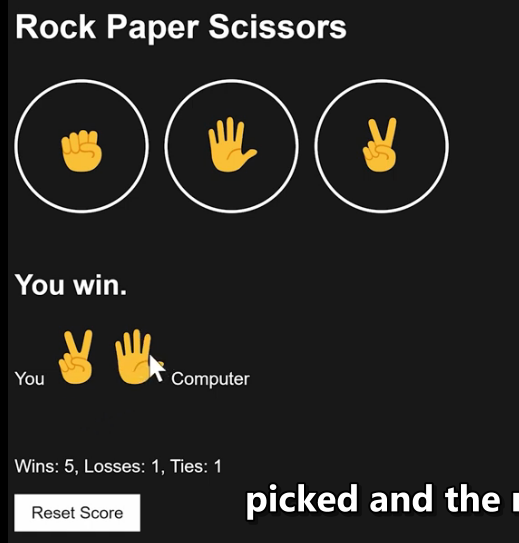 Rock Paper Scissors
You win.
You Computer
Wins: 5, Losses: 1, Ties: 1
Reset Score
picked and the